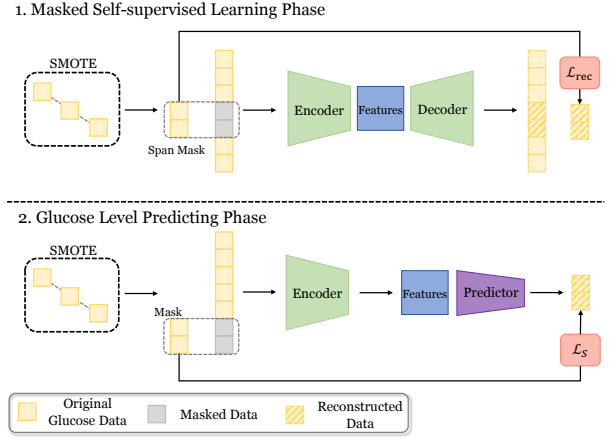 1. Masked Self-supervised Learning Phase
SMOTE
Span Mask
Encoder
Features
Decoder
ℒrec
2. Glucose Level Predicting Phase
SMOTE
Mask
Encoder
Features
Predictor
ℒS
Original
Glucose Data
Masked Data
Reconstructed
Data